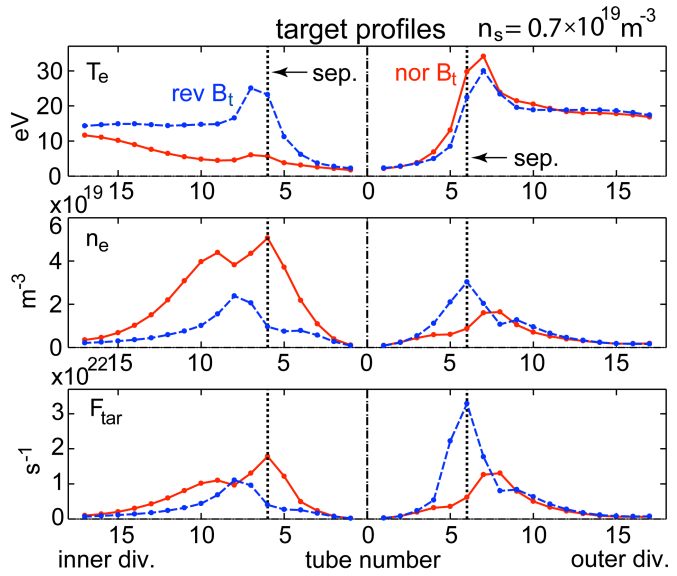 target profiles n_s = 0.7×10^19 m^-3
T_e
rev B_t
sep.
nor B_t
sep.
eV
30
20
10
0
15 10 5 0 5 10 15
×10^19
n_e
m^-3
6
4
2
0
15 10 5 0 5 10 15
×10^22
F_tar
s^-1
3
2
1
0
15 10 5 0 5 10 15
inner div. tube number outer div.